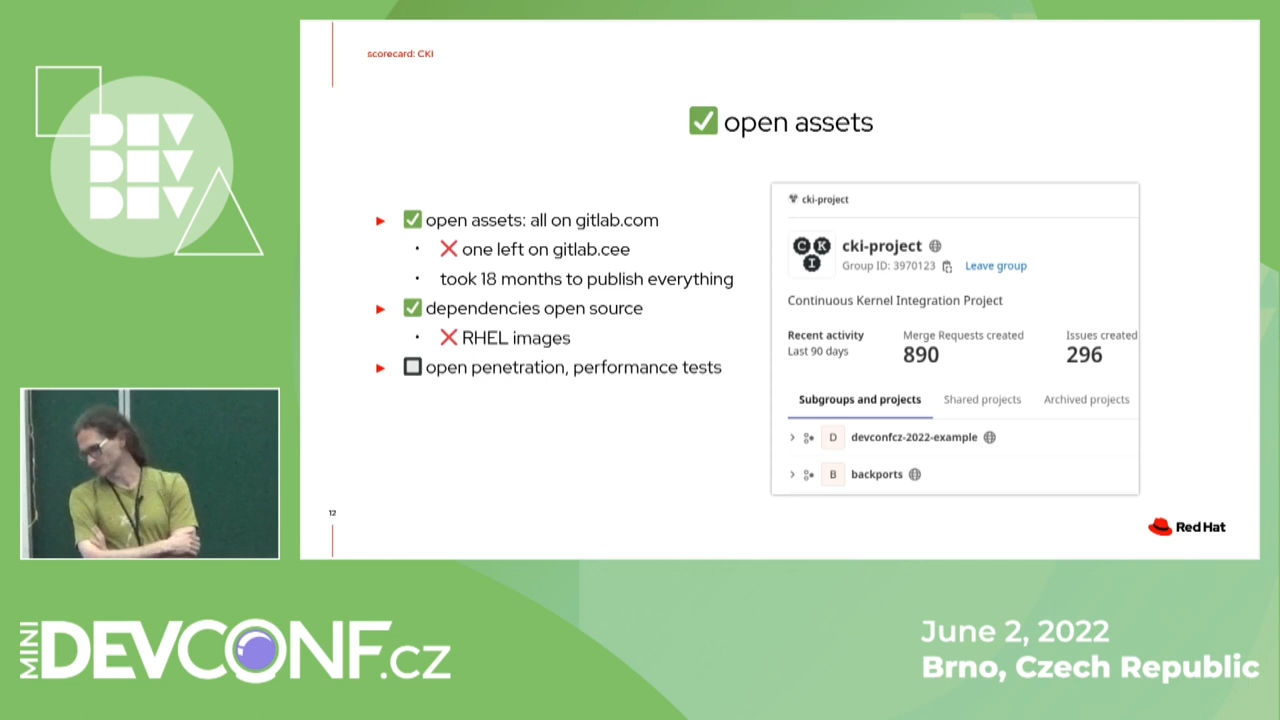 DEV
DEV
DEV
scorecard: CKI
✅ open assets
► ✅ open assets: all on gitlab.com
• ❌ one left on gitlab.cee
• took 18 months to publish everything
► ✅ dependencies open source
• ❌ RHEL images
► 🔲 open penetration, performance tests
cki-project
C K I
cki-project
Group ID: 3970123 Leave group
Continuous Kernel Integration Project
Recent activity Merge Requests created Issues created
Last 90 days 890 296
Subgroups and projects Shared projects Archived projects
D devconfcz-2022-example
B backports
12
Red Hat
MINI DEVCONF.CZ
June 2, 2022
Brno, Czech Republic